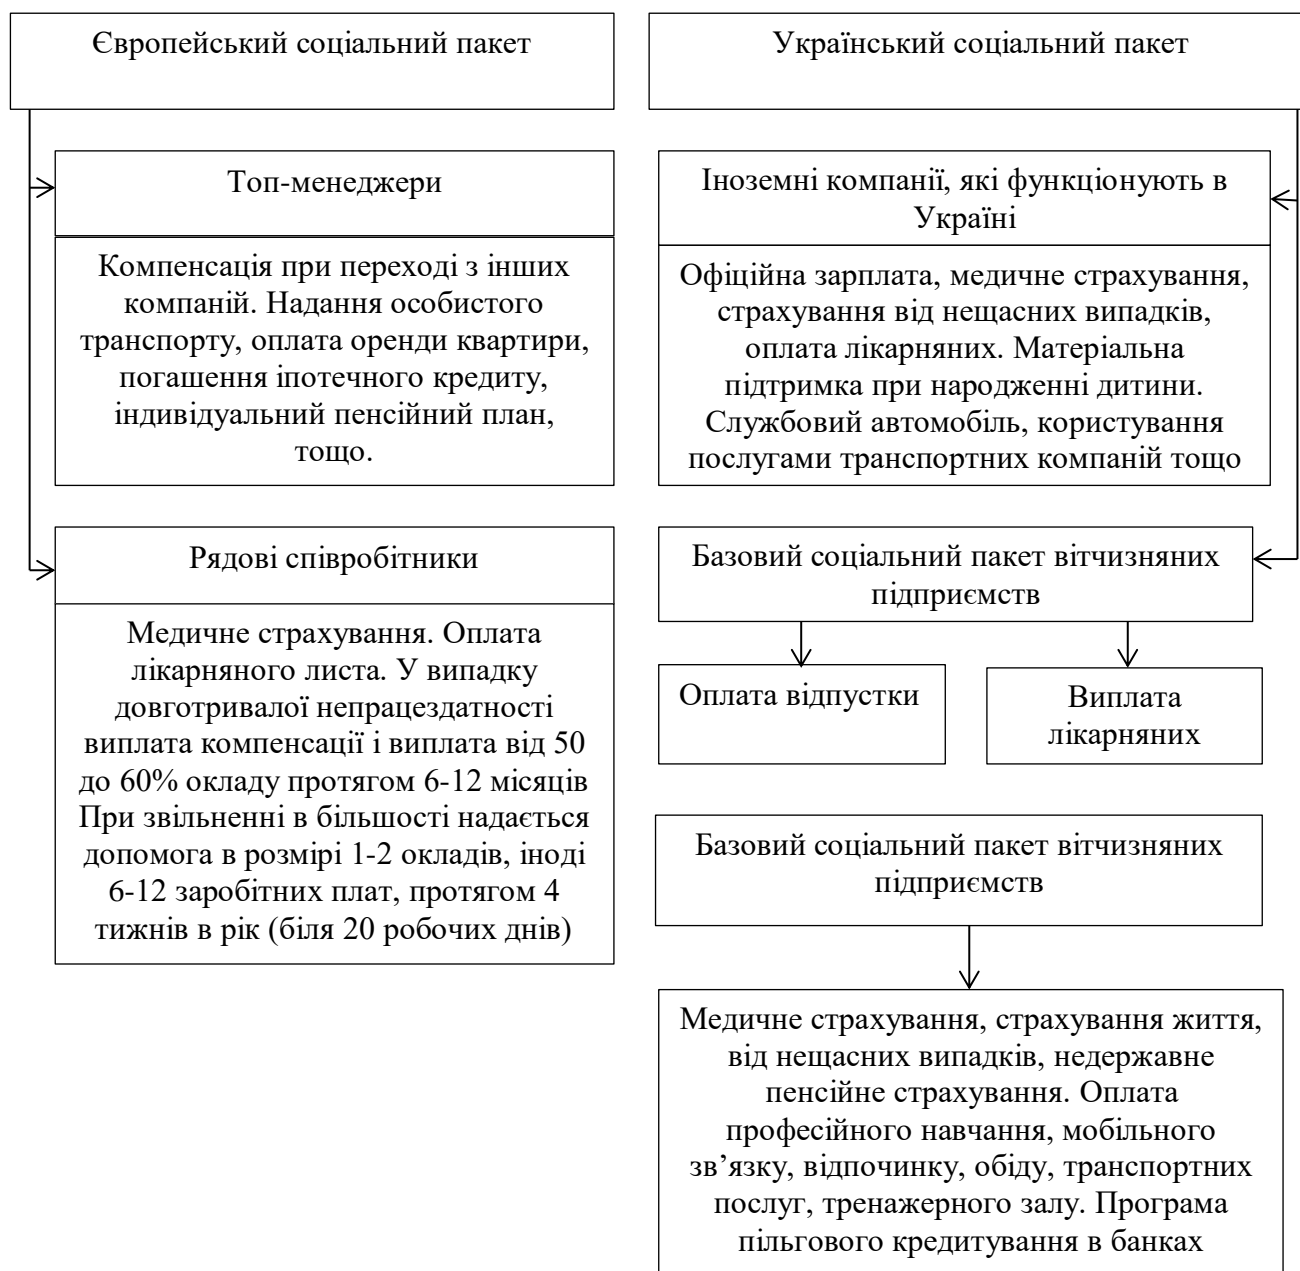 Європейський соціальний пакет
Топ-менеджери
Компенсація при переході з інших
компаній. Надання особистого
транспорту, оплата оренди квартири,
погашення іпотечного кредиту,
індивідуальний пенсійний план,
тощо.
Рядові співробітники
Медичне страхування. Оплата
лікарняного листа. У випадку
довготривалої непрацездатності
виплата компенсації і виплата від 50
до 60% окладу протягом 6-12 місяців
При звільненні в більшості надається
допомога в розмірі 1-2 окладів, іноді
6-12 заробітних плат, протягом 4
тижнів в рік (біля 20 робочих днів)
Український соціальний пакет
Іноземні компанії, які функціонують в
Україні
Офіційна зарплата, медичне страхування,
страхування від нещасних випадків,
оплата лікарняних. Матеріальна
підтримка при народженні дитини.
Службовий автомобіль, користування
послугами транспортних компаній тощо
Базовий соціальний пакет вітчизняних
підприємств
Оплата відпустки
Виплата
лікарняних
Базовий соціальний пакет вітчизняних
підприємств
Медичне страхування, страхування життя,
від нещасних випадків, недержавне
пенсійне страхування. Оплата
професійного навчання, мобільного
зв’язку, відпочинку, обіду, транспортних
послуг, тренажерного залу. Програма
пільгового кредитування в банках